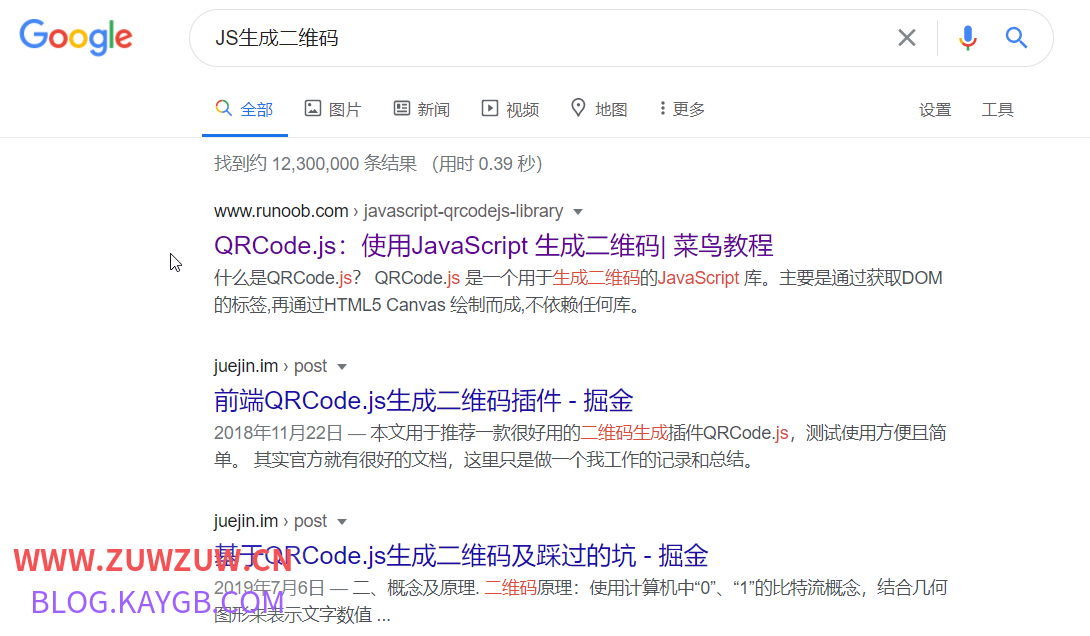 Google
JS生成二维码
全部 图片 新闻 视频 地图 更多 设置 工具
找到约 12,300,000 条结果 （用时 0.39 秒）
www.runoob.com › javascript-qrcodejs-library
QRCode.js：使用JavaScript 生成二维码| 菜鸟教程
什么是QRCode.js？ QRCode.js 是一个用于生成二维码的JavaScript 库。主要是通过获取DOM
的标签,再通过HTML5 Canvas 绘制而成,不依赖任何库。
juejin.im › post
前端QRCode.js生成二维码插件 - 掘金
2018年11月22日 — 本文用于推荐一款很好用的二维码生成插件QRCode.js，测试使用方便且简
单。 其实官方就有很好的文档，这里只是做一个我工作的记录和总结。
juejin.im › post
基于QRCode.js生成二维码及踩过的坑 - 掘金
WWW.ZUWZUW.CN
2019年7月6日 — 二、概念及原理. 二维码原理：使用计算机中“0”、“1”的比特流概念，结合几何
BLOG.KAYGB.COM
图形来表示文字数值 ...